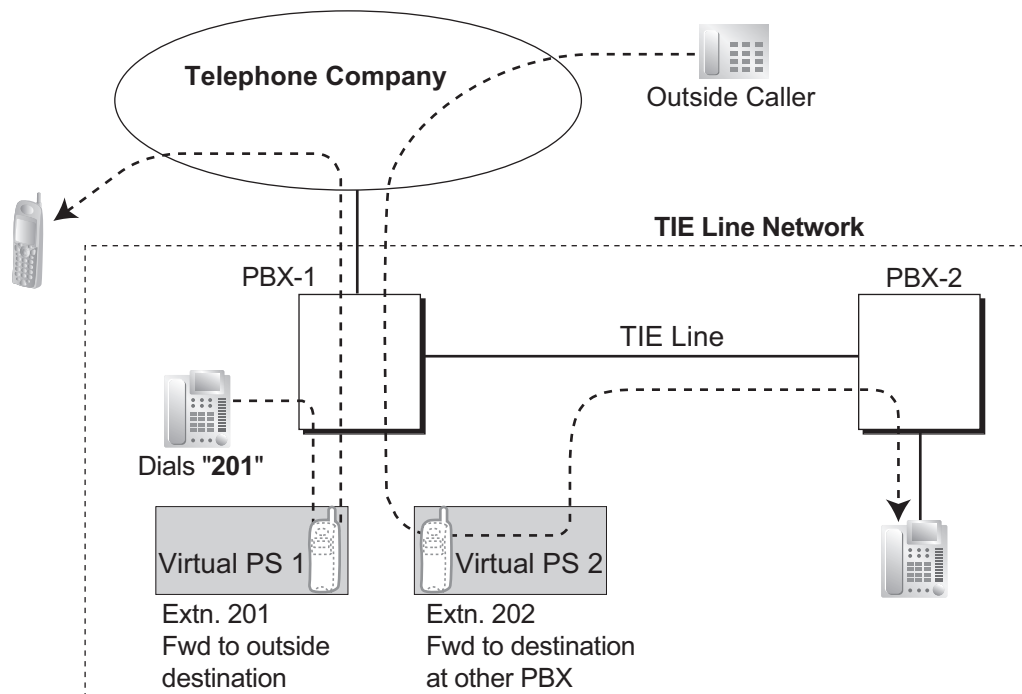 Telephone Company
Outside Caller
TIE Line Network
PBX-1
PBX-2
TIE Line
Dials "201"
Virtual PS 1
Virtual PS 2
Extn. 201
Fwd to outside
destination
Extn. 202
Fwd to destination
at other PBX